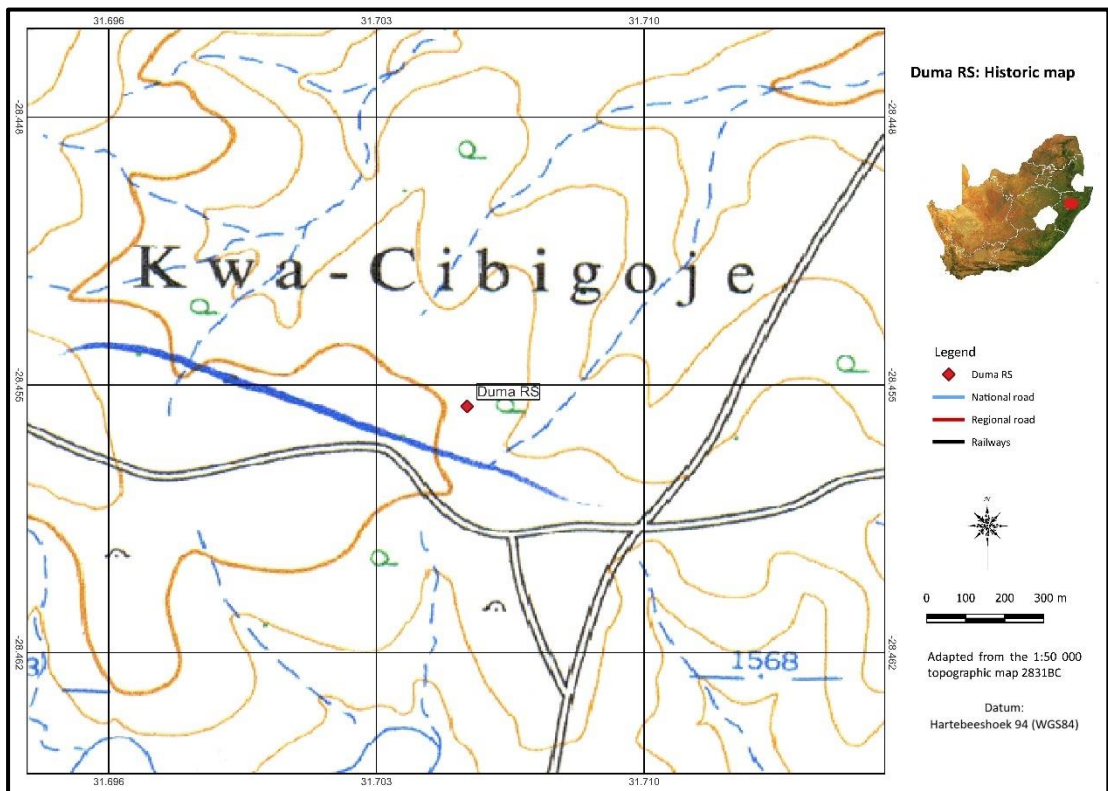 31.696
31.703
31.710
-28.448
-28.448
Kwa-Cibigoje
-28.455
Duma RS
-28.455
-28.462
3
1568
-28.462
31.696
31.703
31.710
Duma RS: Historic map
Legend
Duma RS
National road
Regional road
Railways
N
0 100 200 300 m
Adapted from the 1:50 000
topographic map 2831BC
Datum:
Hartebeeshoek 94 (WGS84)